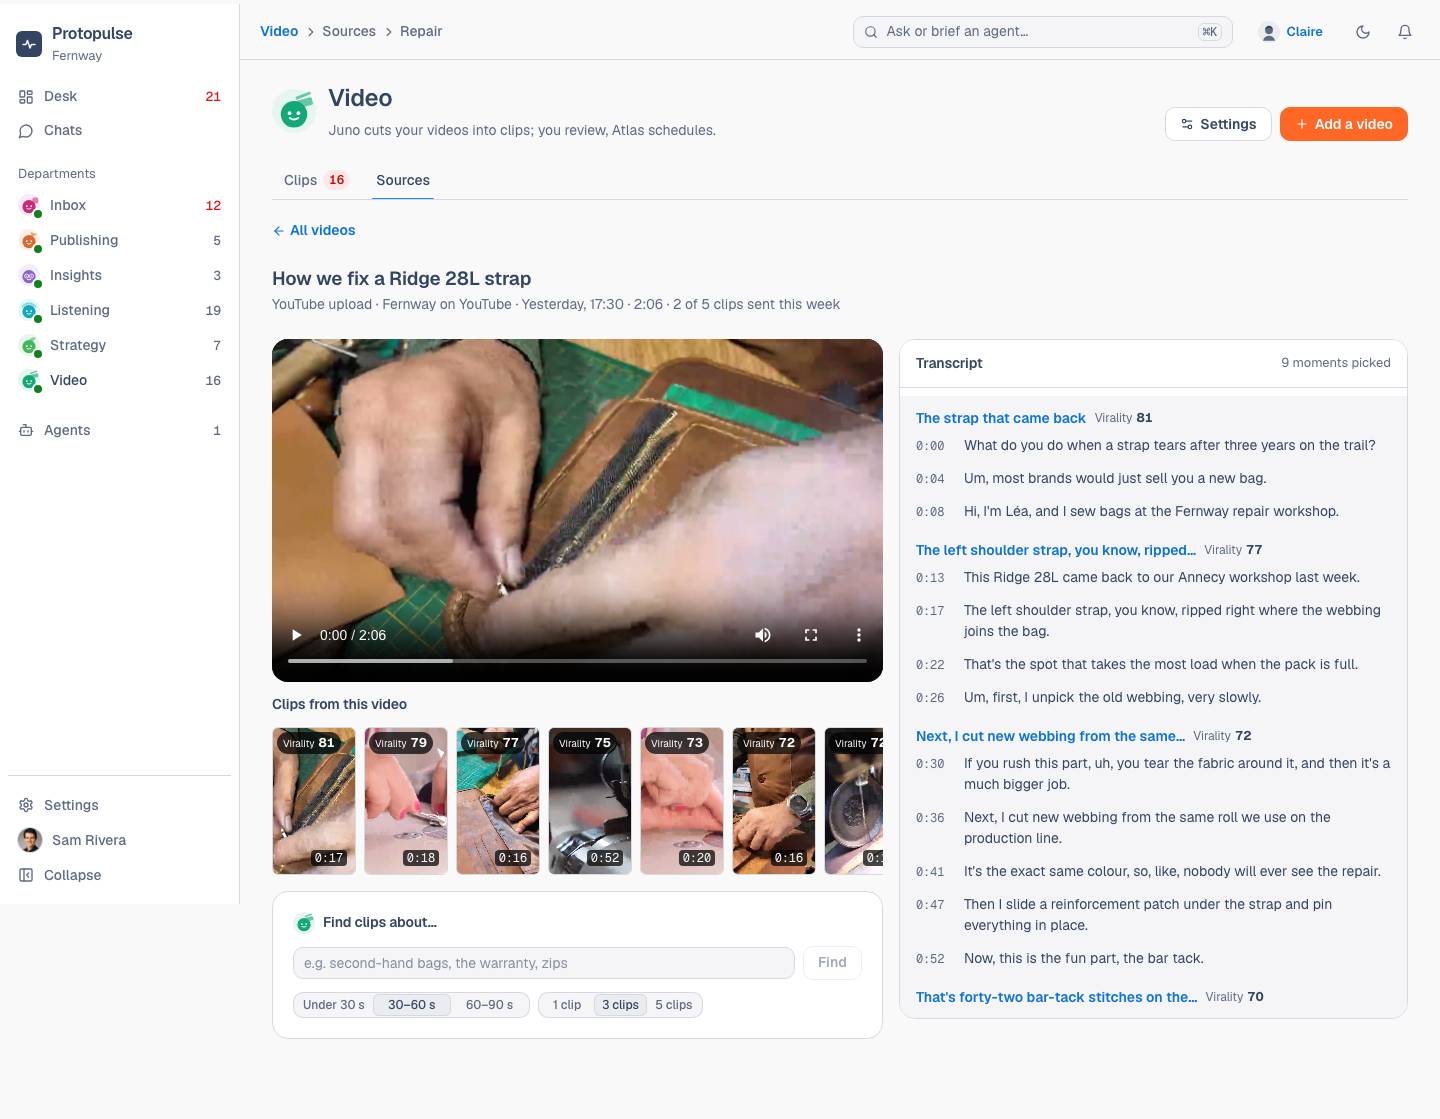 Protopulse
Fernway
Desk 21
Chats
Departments
Inbox 12
Publishing 5
Insights 3
Listening 19
Strategy 7
Video 16
Agents 1
Settings
Sam Rivera
Collapse
Video > Sources > Repair
Ask or brief an agent... ⌘K
Claire
Video
Juno cuts your videos into clips; you review, Atlas schedules.
Settings
+ Add a video
Clips 16
Sources
← All videos
How we fix a Ridge 28L strap
YouTube upload · Fernway on YouTube · Yesterday, 17:30 · 2:06 · 2 of 5 clips sent this week
0:00 / 2:06
Clips from this video
Virality 81
0:17
Virality 79
0:18
Virality 77
0:16
Virality 75
0:52
Virality 73
0:20
Virality 72
0:16
Virality 72
Find clips about...
e.g. second-hand bags, the warranty, zips
Find
Under 30 s
30–60 s
60–90 s
1 clip
3 clips
5 clips
Transcript
9 moments picked
The strap that came back Virality 81
0:00 What do you do when a strap tears after three years on the trail?
0:04 Um, most brands would just sell you a new bag.
0:08 Hi, I'm Léa, and I sew bags at the Fernway repair workshop.
The left shoulder strap, you know, ripped... Virality 77
0:13 This Ridge 28L came back to our Annecy workshop last week.
0:17 The left shoulder strap, you know, ripped right where the webbing
joins the bag.
0:22 That's the spot that takes the most load when the pack is full.
0:26 Um, first, I unpick the old webbing, very slowly.
Next, I cut new webbing from the same... Virality 72
0:30 If you rush this part, uh, you tear the fabric around it, and then it's a
much bigger job.
0:36 Next, I cut new webbing from the same roll we use on the
production line.
0:41 It's the exact same colour, so, like, nobody will ever see the repair.
0:47 Then I slide a reinforcement patch under the strap and pin
everything in place.
0:52 Now, this is the fun part, the bar tack.
That's forty-two bar-tack stitches on the... Virality 70